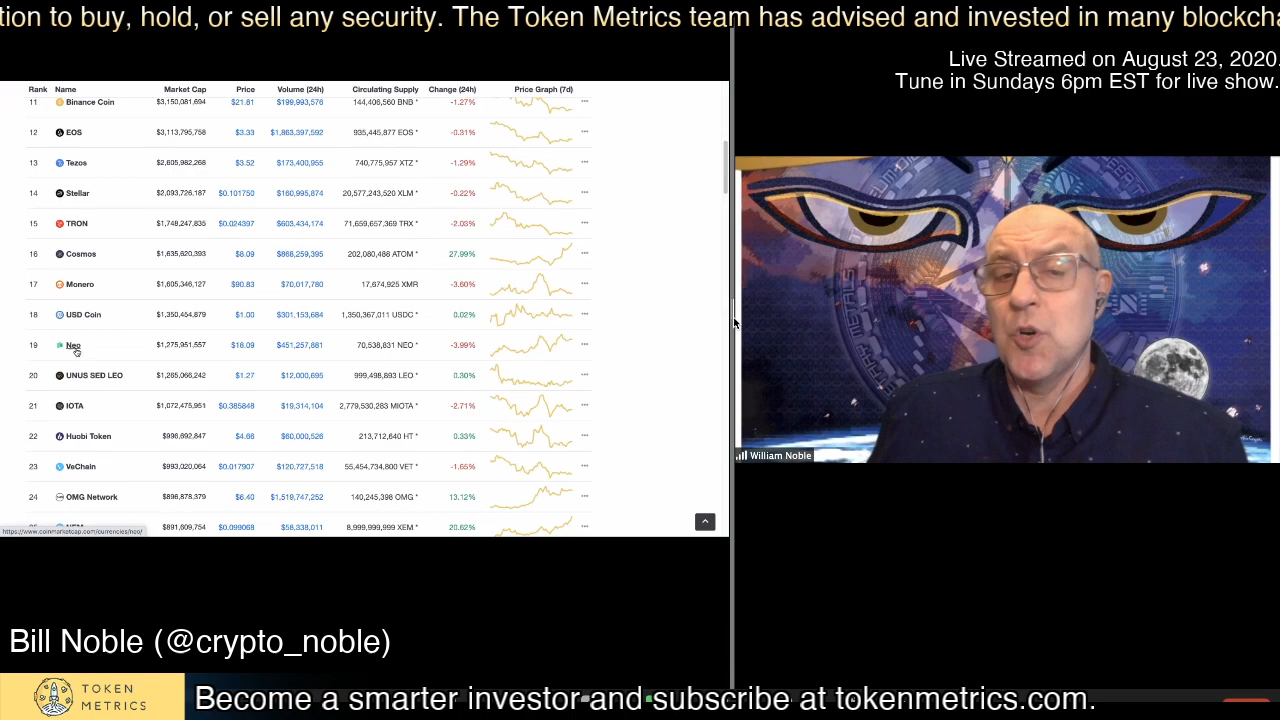 tion to buy, hold, or sell any security. The Token Metrics team has advised and invested in many blockcha
Live Streamed on August 23, 2020.
Tune in Sundays 6pm EST for live show.
Rank Name Market Cap Price Volume (24h) Circulating Supply Change (24h) Price Graph (7d)
11 Binance Coin $3,150,081,694 $21.81 $199,993,576 144,406,560 BNB * -1.27%
12 EOS $3,113,795,758 $3.33 $1,863,397,592 935,445,877 EOS * -0.31%
13 Tezos $2,605,982,268 $3.52 $173,400,955 740,775,957 XTZ * -1.29%
14 Stellar $2,093,726,187 $0.101750 $160,995,874 20,577,243,520 XLM * -0.22%
15 TRON $1,748,247,835 $0.024397 $603,434,174 71,659,657,369 TRX * -2.03%
16 Cosmos $1,635,620,393 $8.09 $868,259,395 202,080,486 ATOM * 27.99%
17 Monero $1,605,346,127 $90.83 $70,017,780 17,674,925 XMR -3.60%
18 USD Coin $1,350,454,879 $1.00 $301,153,684 1,350,367,011 USDC * 0.02%
19 Neo $1,275,951,557 $18.09 $451,257,881 70,538,831 NEO * -3.99%
20 UNUS SED LEO $1,265,066,242 $1.27 $12,000,695 999,498,893 LEO * 0.30%
21 IOTA $1,072,475,951 $0.385848 $19,314,104 2,779,530,283 MIOTA * -2.71%
22 Huobi Token $996,692,847 $4.66 $60,000,526 213,712,640 HT * 0.33%
23 VeChain $993,020,064 $0.017907 $120,727,518 55,454,734,800 VET * -1.65%
24 OMG Network $896,878,379 $6.40 $1,519,747,252 140,245,398 OMG * 13.12%
$891,609,754 $0.099068 $58,338,011 8,999,999,999 XEM * 20.62%
https://www.coinmarketcap.com/currencies/neo/
William Noble
Bill Noble (@crypto_noble)
TOKEN
METRICS
Become a smarter investor and subscribe at tokenmetrics.com.